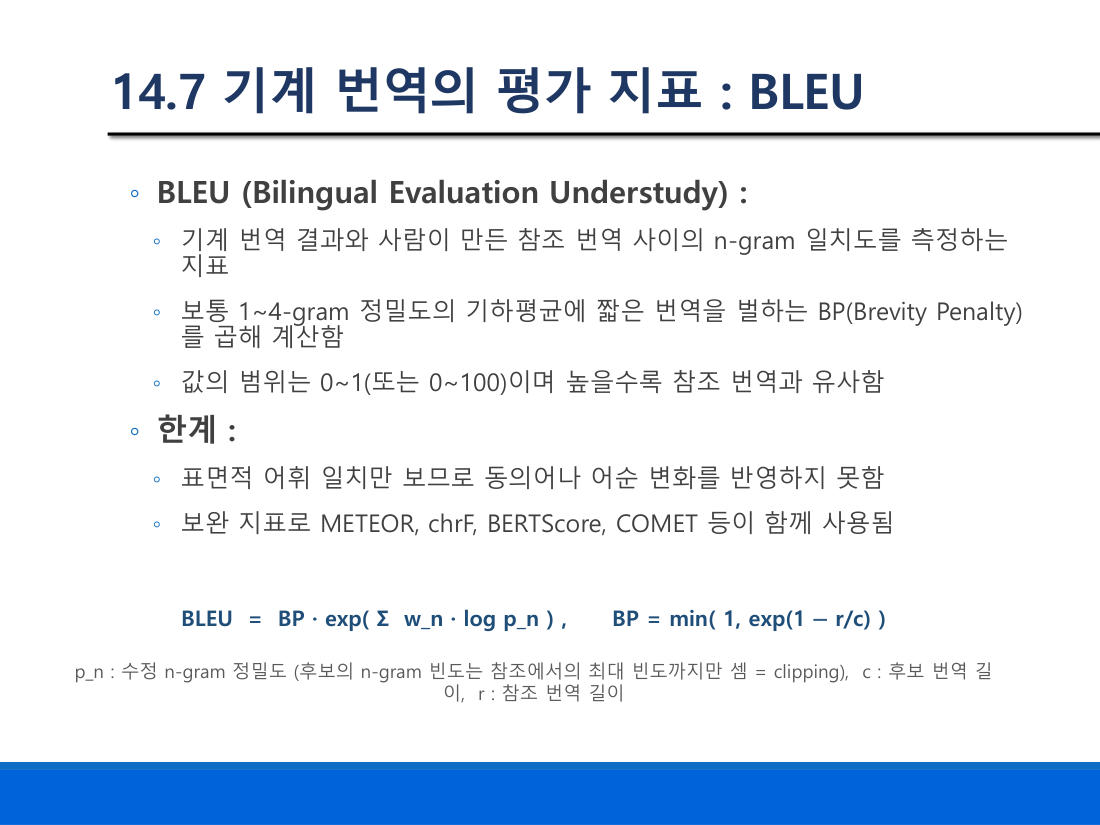 14.7 기계 번역의 평가 지표 : BLEU
◦ BLEU (Bilingual Evaluation Understudy) :
◦ 기계 번역 결과와 사람이 만든 참조 번역 사이의 n-gram 일치도를 측정하는
지표
◦ 보통 1~4-gram 정밀도의 기하평균에 짧은 번역을 벌하는 BP(Brevity Penalty)
를 곱해 계산함
◦ 값의 범위는 0~1(또는 0~100)이며 높을수록 참조 번역과 유사함
◦ 한계 :
◦ 표면적 어휘 일치만 보므로 동의어나 어순 변화를 반영하지 못함
◦ 보완 지표로 METEOR, chrF, BERTScore, COMET 등이 함께 사용됨
BLEU = BP · exp( Σ w_n · log p_n ) , BP = min( 1, exp(1 − r/c) )
p_n : 수정 n-gram 정밀도 (후보의 n-gram 빈도는 참조에서의 최대 빈도까지만 셈 = clipping), c : 후보 번역 길
이, r : 참조 번역 길이